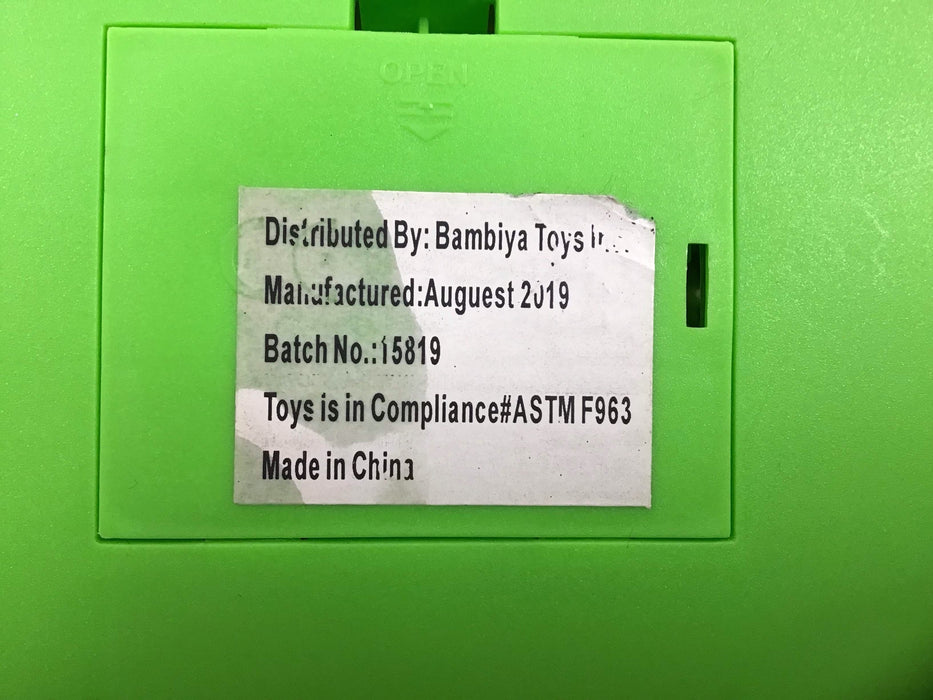 OPEN
Distributed By: Bambiya Toys
Manufactured:Auguest 2019
Batch No.:15819
Toys is in Compliance#ASTM F963
Made in China